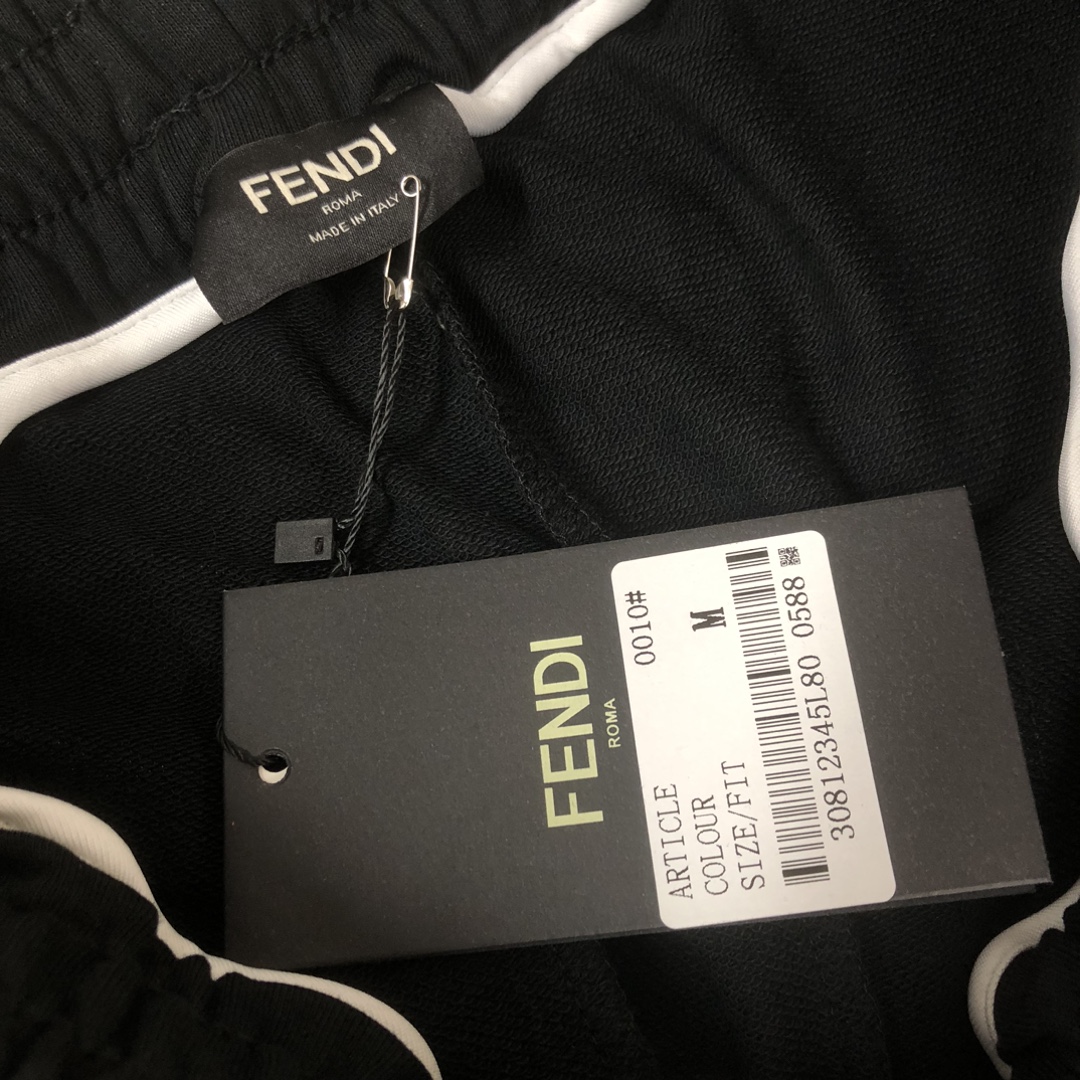 FENDI
ROMA
MADE IN ITALY
FENDI
ROMA
ARTICLE 0010#
COLOUR
SIZE/FIT M
30812345L80 0588